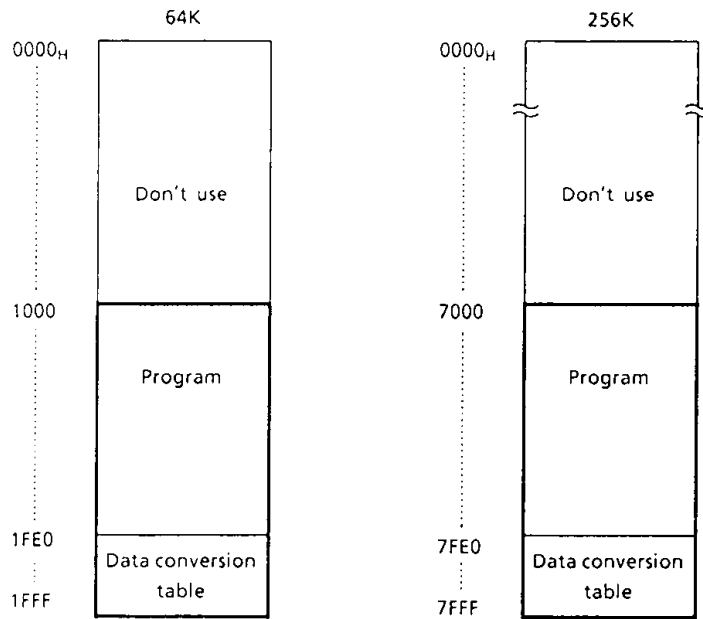 64K
0000H
Don't use
1000
Program
1FE0
Data conversion
table
1FFF
256K
0000H
Don't use
7000
Program
7FE0
Data conversion
table
7FFF